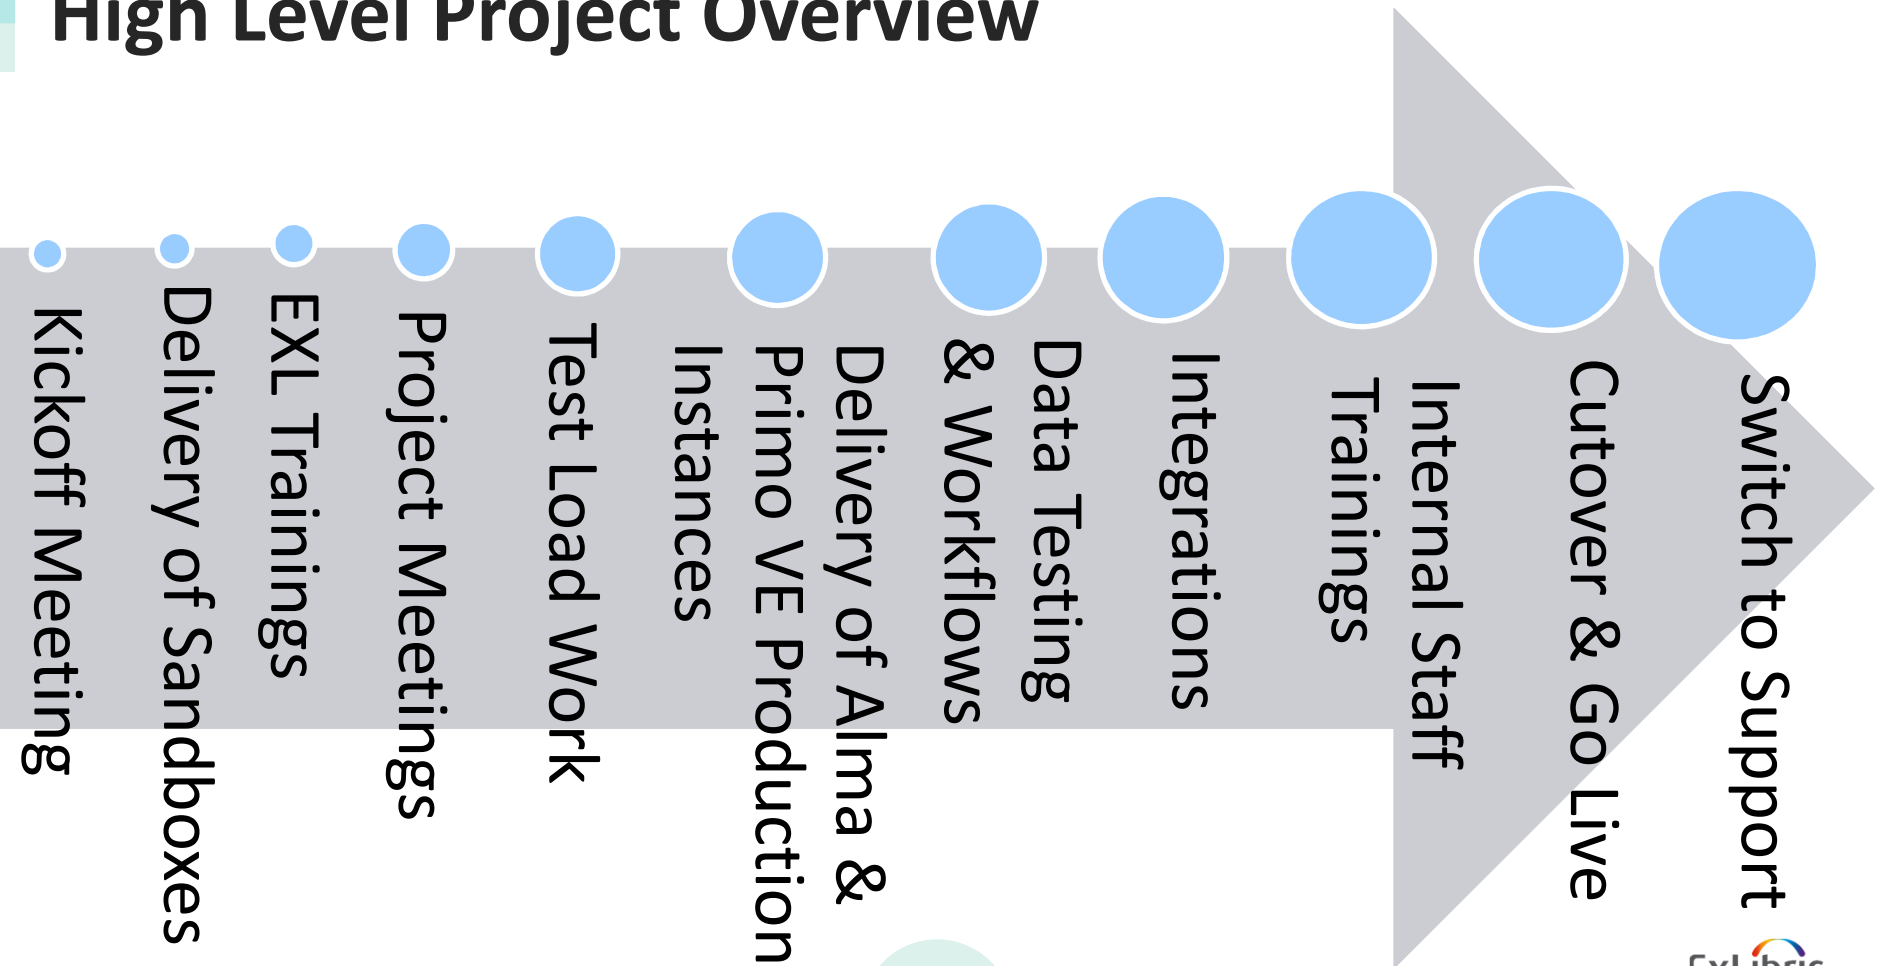 High Level Project Overview
Kickoff Meeting
Delivery of Sandboxes
EXL Trainings
Project Meetings
Test Load Work
Delivery of Alma &
Primo VE Production
Instances
Data Testing
& Workflows
Integrations
Internal Staff
Trainings
Cutover & Go Live
Switch to Support
ExLibris